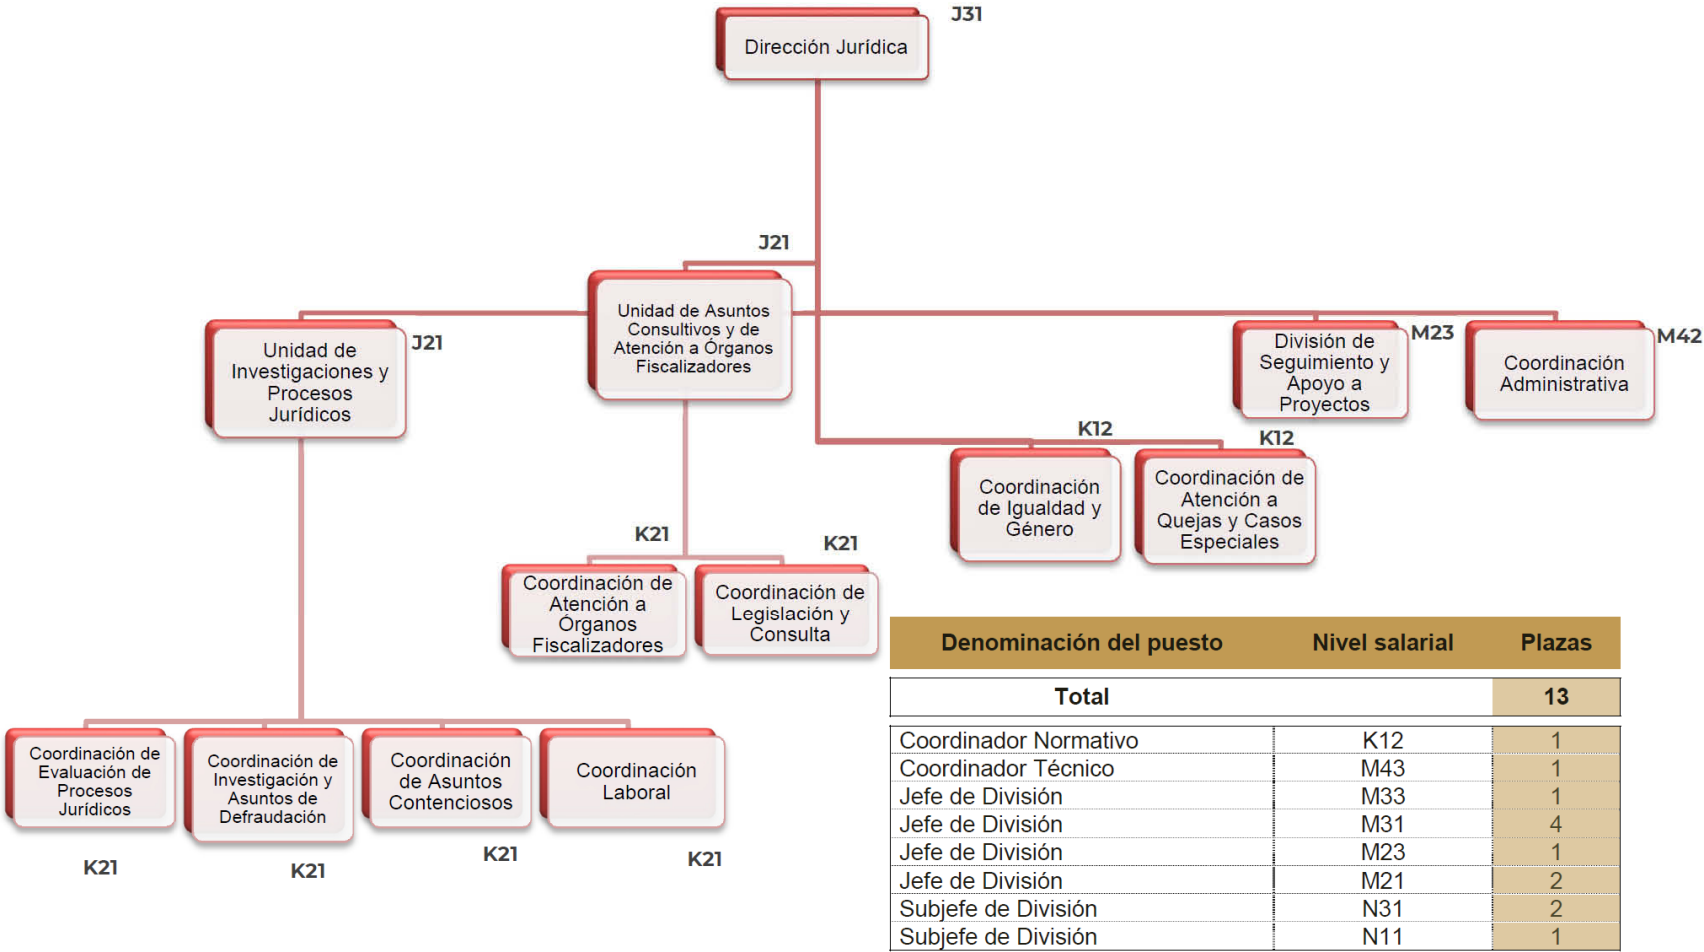 J31
Dirección Jurídica
J21
Unidad de Asuntos
Consultivos y de
Atención a Órganos
Fiscalizadores
Unidad de
Investigaciones y
Procesos
Jurídicos
J21
División de
Seguimiento y
Apoyo a
Proyectos
M23
Coordinación
Administrativa
M42
K12
Coordinación
de Igualdad y
Género
K12
Coordinación de
Atención a
Quejas y Casos
Especiales
K21
Coordinación de
Atención a
Órganos
Fiscalizadores
K21
Coordinación de
Legislación y
Consulta
Coordinación de
Evaluación de
Procesos
Jurídicos
K21
Coordinación de
Investigación y
Asuntos de
Defraudación
K21
Coordinación
de Asuntos
Contenciosos
K21
Coordinación
Laboral
K21
Denominación del puesto Nivel salarial Plazas
Total 13
Coordinador Normativo K12 1
Coordinador Técnico M43 1
Jefe de División M33 1
Jefe de División M31 4
Jefe de División M23 1
Jefe de División M21 2
Subjefe de División N31 2
Subjefe de División N11 1